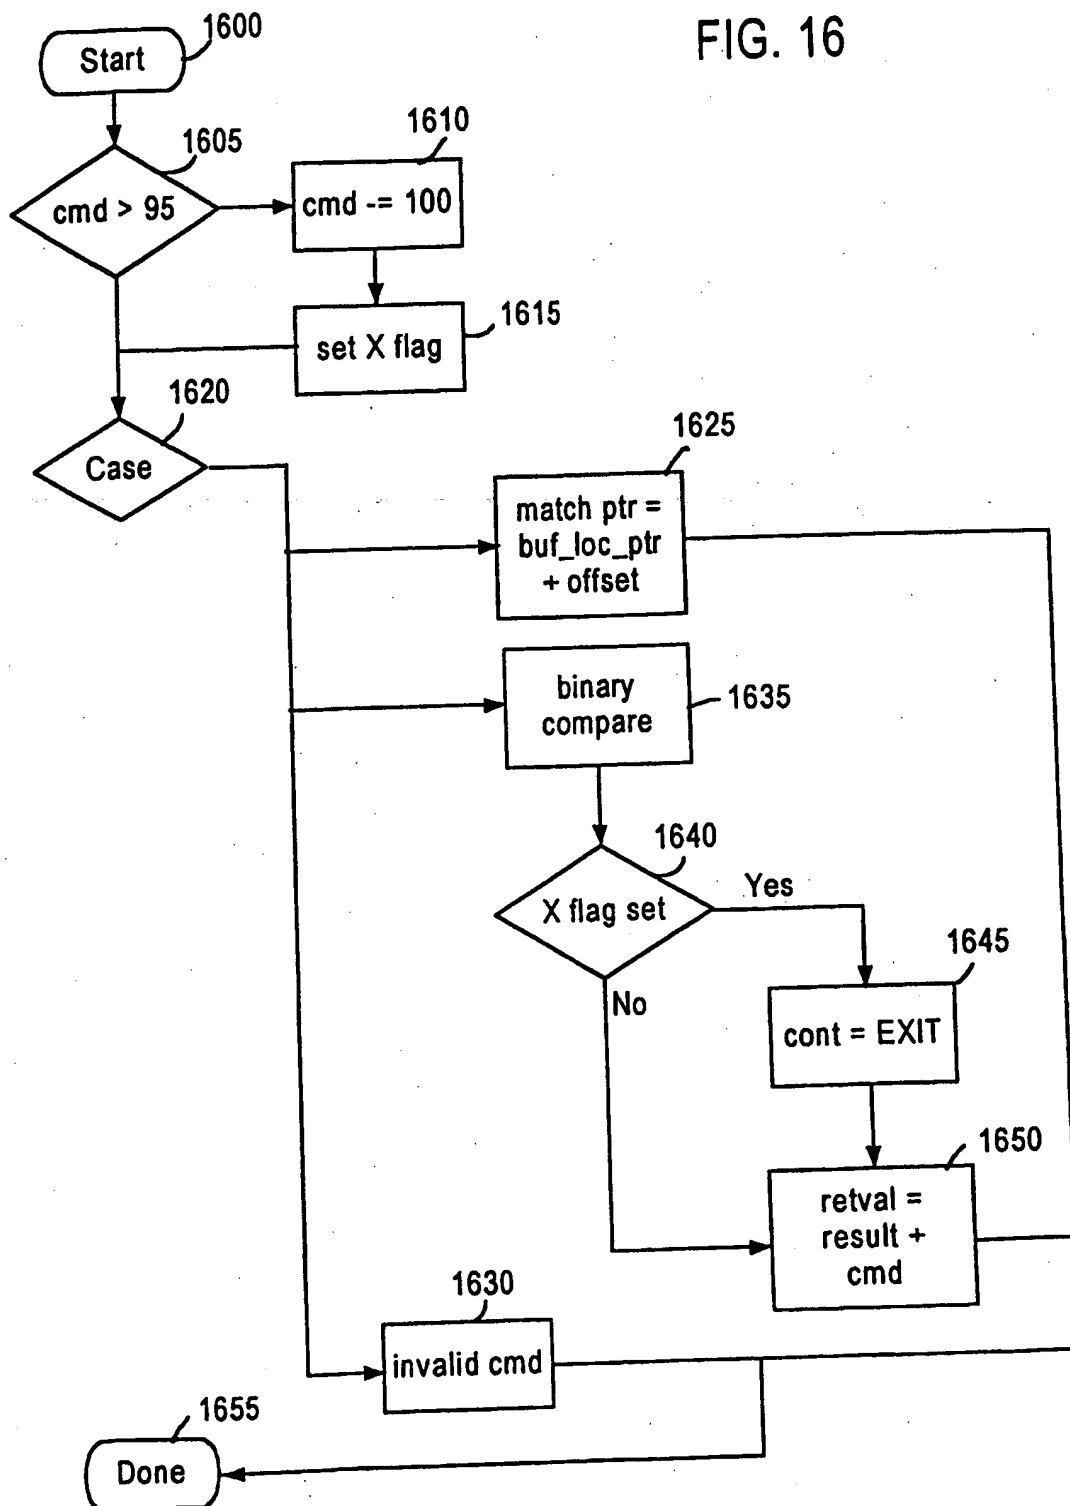 FIG. 16
1600
Start
1605
cmd > 95
1610
cmd -= 100
1615
set X flag
1620
Case
1625
match ptr =
buf_loc_ptr
+ offset
1635
binary
compare
1640
X flag set
Yes
No
1645
cont = EXIT
1650
retval =
result +
cmd
1630
invalid cmd
1655
Done